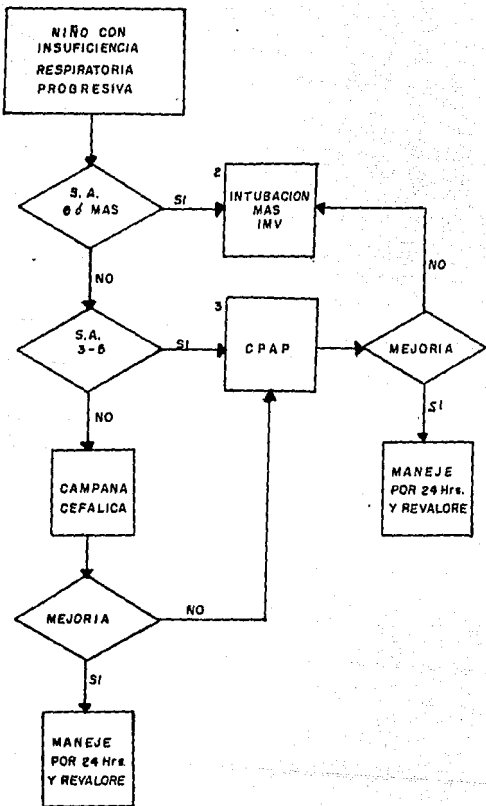 NIÑO CON
INSUFICIENCIA
RESPIRATORIA
PROGRESIVA
S. A.
6 ó MAS
SI
2
INTUBACION
MAS
IMV
NO
NO
S.A.
3-5
SI
3
CPAP
MEJORIA
NO
SI
CAMPANA
CEFALICA
MANEJE
POR 24 Hrs.
Y REVALORE
MEJORIA
NO
SI
MANEJE
POR 24 Hrs.
Y REVALORE